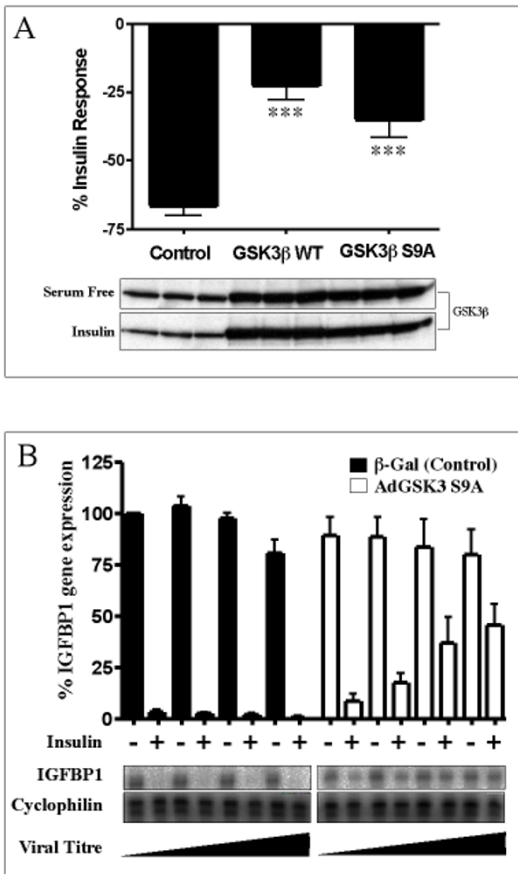 A
% Insulin Response
0
-25
-50
-75
***
***
Control GSK3β WT GSK3β S9A
Serum Free
Insulin
GSK3β
B
% IGFBP1 gene expression
125
100
75
50
25
0
β-Gal (Control)
AdGSK3 S9A
Insulin - + - + - + - + - + - + - + - +
IGFBP1
Cyclophilin
Viral Titre